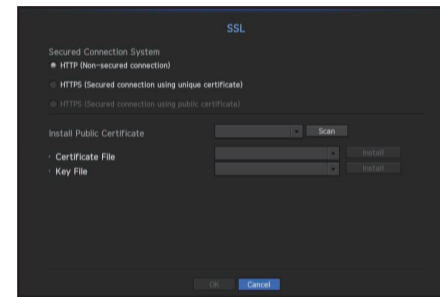 SSL
Secured Connection System
HTTP (Non-secured connection)
HTTPS (Secured connection using unique certificate)
HTTPS (Secured connection using public certificate)
Install Public Certificate Scan
· Certificate File Install
· Key File Install
OK Cancel